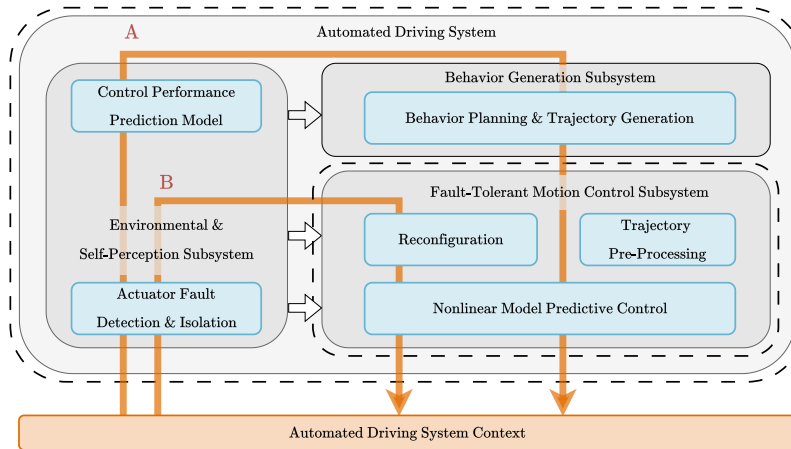 A
Automated Driving System
Control Performance
Prediction Model
Behavior Generation Subsystem
Behavior Planning & Trajectory Generation
B
Environmental &
Self-Perception Subsystem
Actuator Fault
Detection & Isolation
Fault-Tolerant Motion Control Subsystem
Reconfiguration
Trajectory
Pre-Processing
Nonlinear Model Predictive Control
Automated Driving System Context